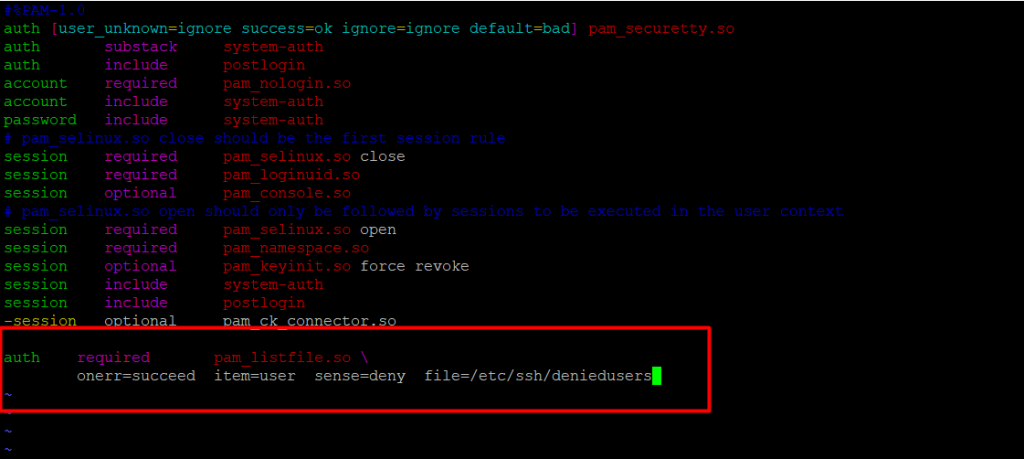 #%PAM-1.0
auth [user_unknown=ignore success=ok ignore=ignore default=bad] pam_securetty.so
auth       substack     system-auth
auth       include      postlogin
account    required     pam_nologin.so
account    include      system-auth
password   include      system-auth
# pam_selinux.so close should be the first session rule
session    required     pam_selinux.so close
session    required     pam_loginuid.so
session    optional     pam_console.so
# pam_selinux.so open should only be followed by sessions to be executed in the user context
session    required     pam_selinux.so open
session    required     pam_namespace.so
session    optional     pam_keyinit.so force revoke
session    include      system-auth
session    include      postlogin
-session   optional     pam_ck_connector.so
auth    required       pam_listfile.so \
        onerr=succeed  item=user  sense=deny  file=/etc/ssh/deniedusers
~
~
~
~